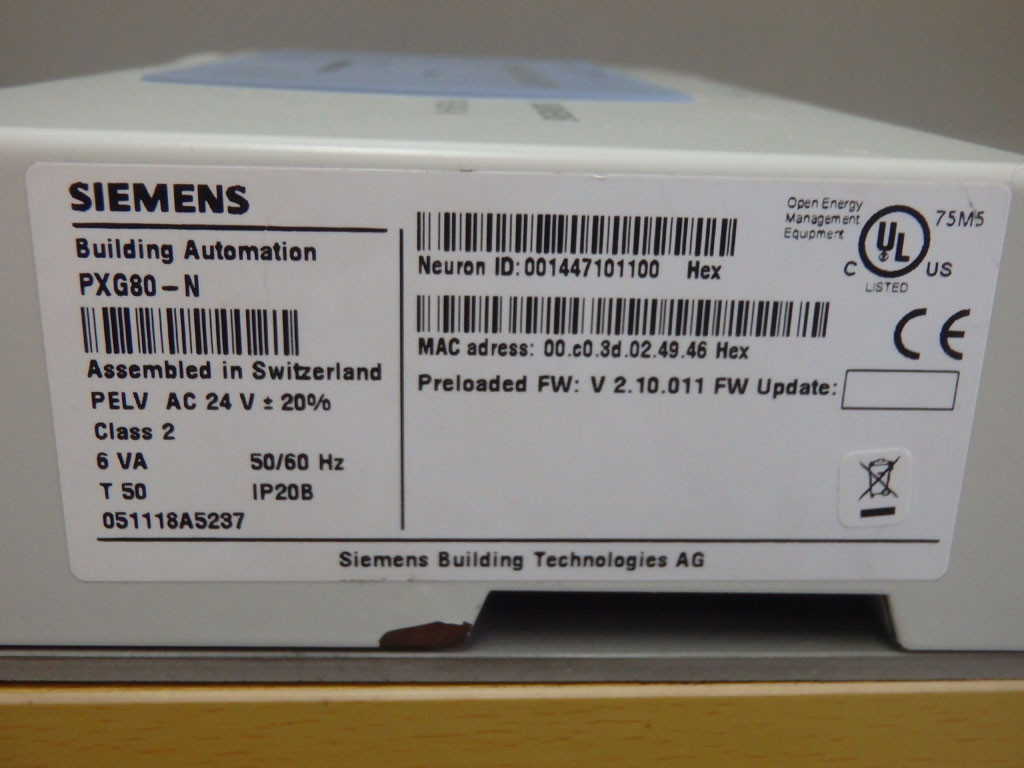 SIEMENS
Building Automation
PXG80-N
Assembled in Switzerland
PELV AC 24 V ± 20%
Class 2
6 VA 50/60 Hz
T 50 IP20B
051118A5237
Neuron ID: 001447101100 Hex
MAC adress: 00.c0.3d.02.49.46 Hex
Preloaded FW: V 2.10.011 FW Update:
Open Energy
Management
Equipment
UL
75M5
C US
LISTED
CE
Siemens Building Technologies AG